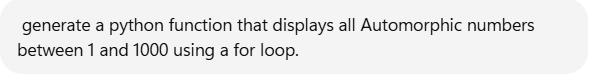 generate a python function that displays all Automorphic numbers
between 1 and 1000 using a for loop.